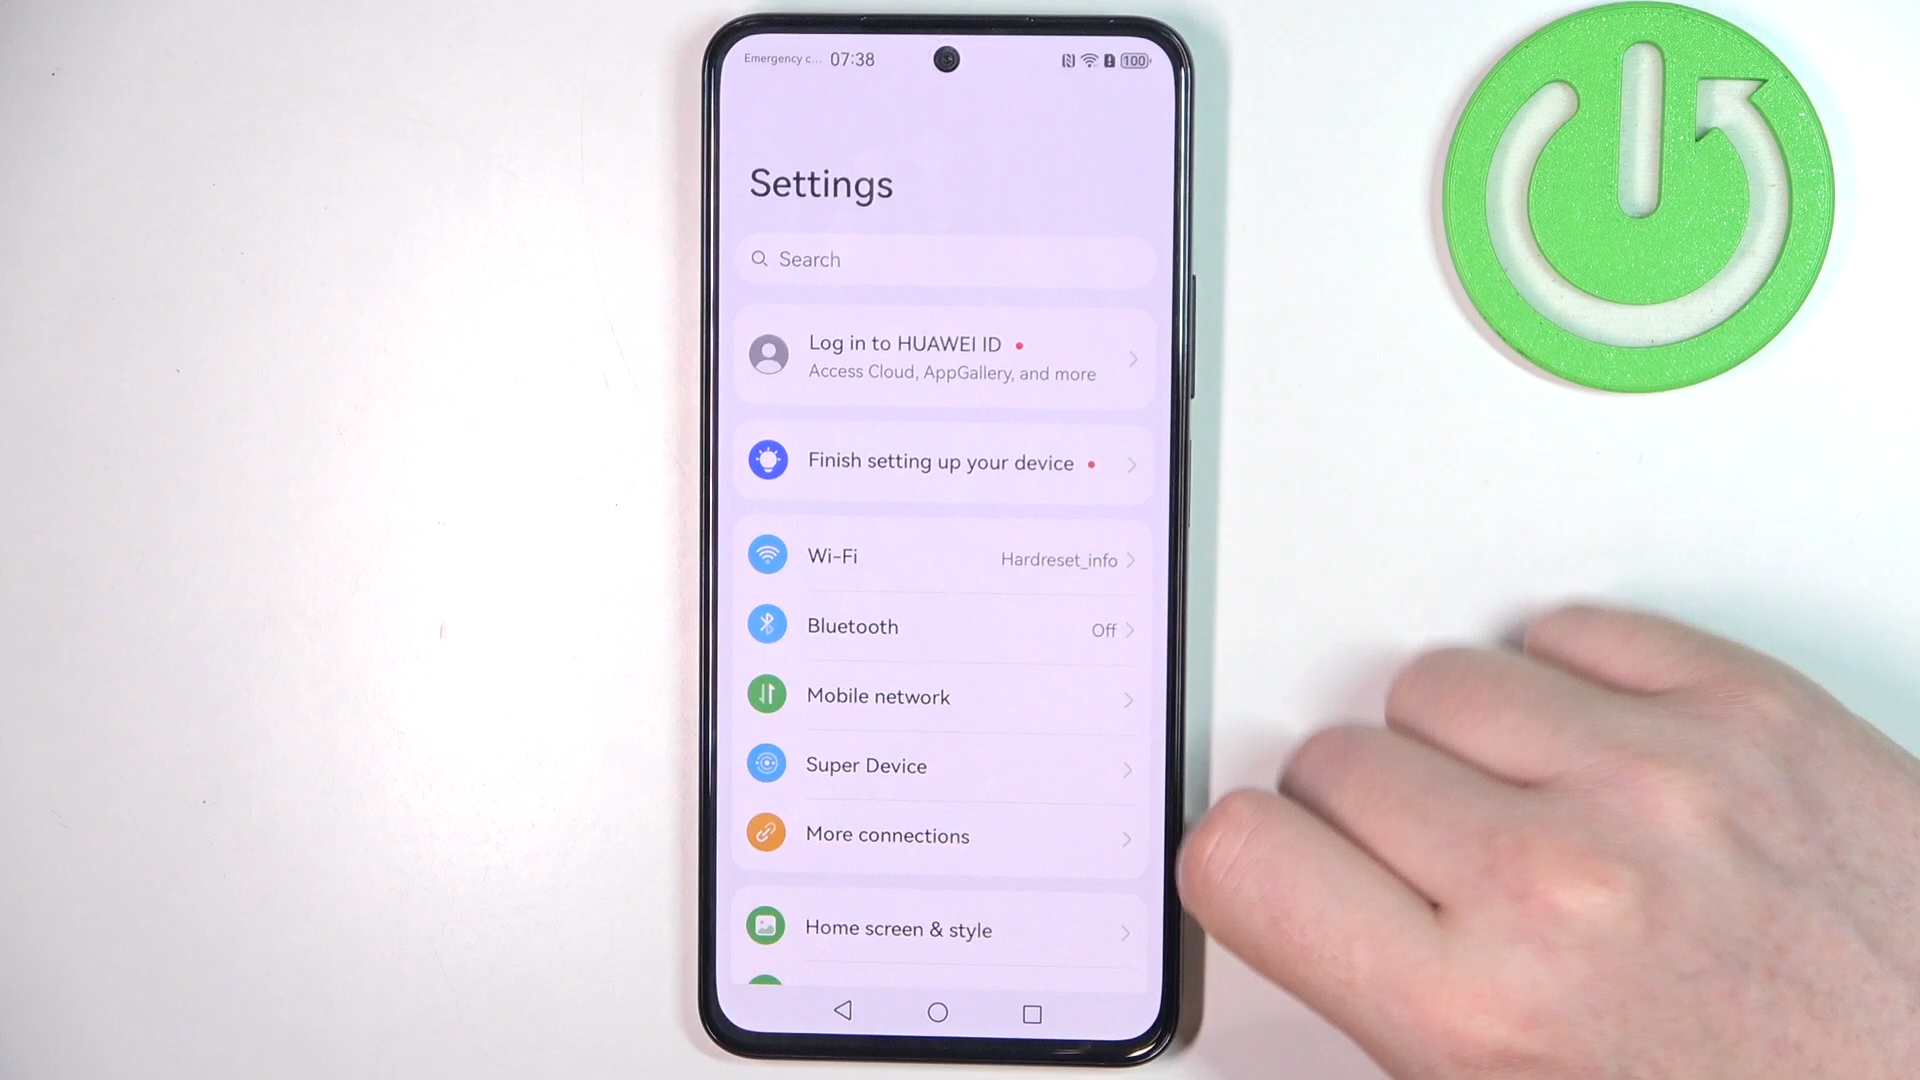 Emergency c... 07:38 100
Settings
Search
Log in to HUAWEI ID
Access Cloud, AppGallery, and more
Finish setting up your device
Wi-Fi Hardreset_info
Bluetooth Off
Mobile network
Super Device
More connections
Home screen & style